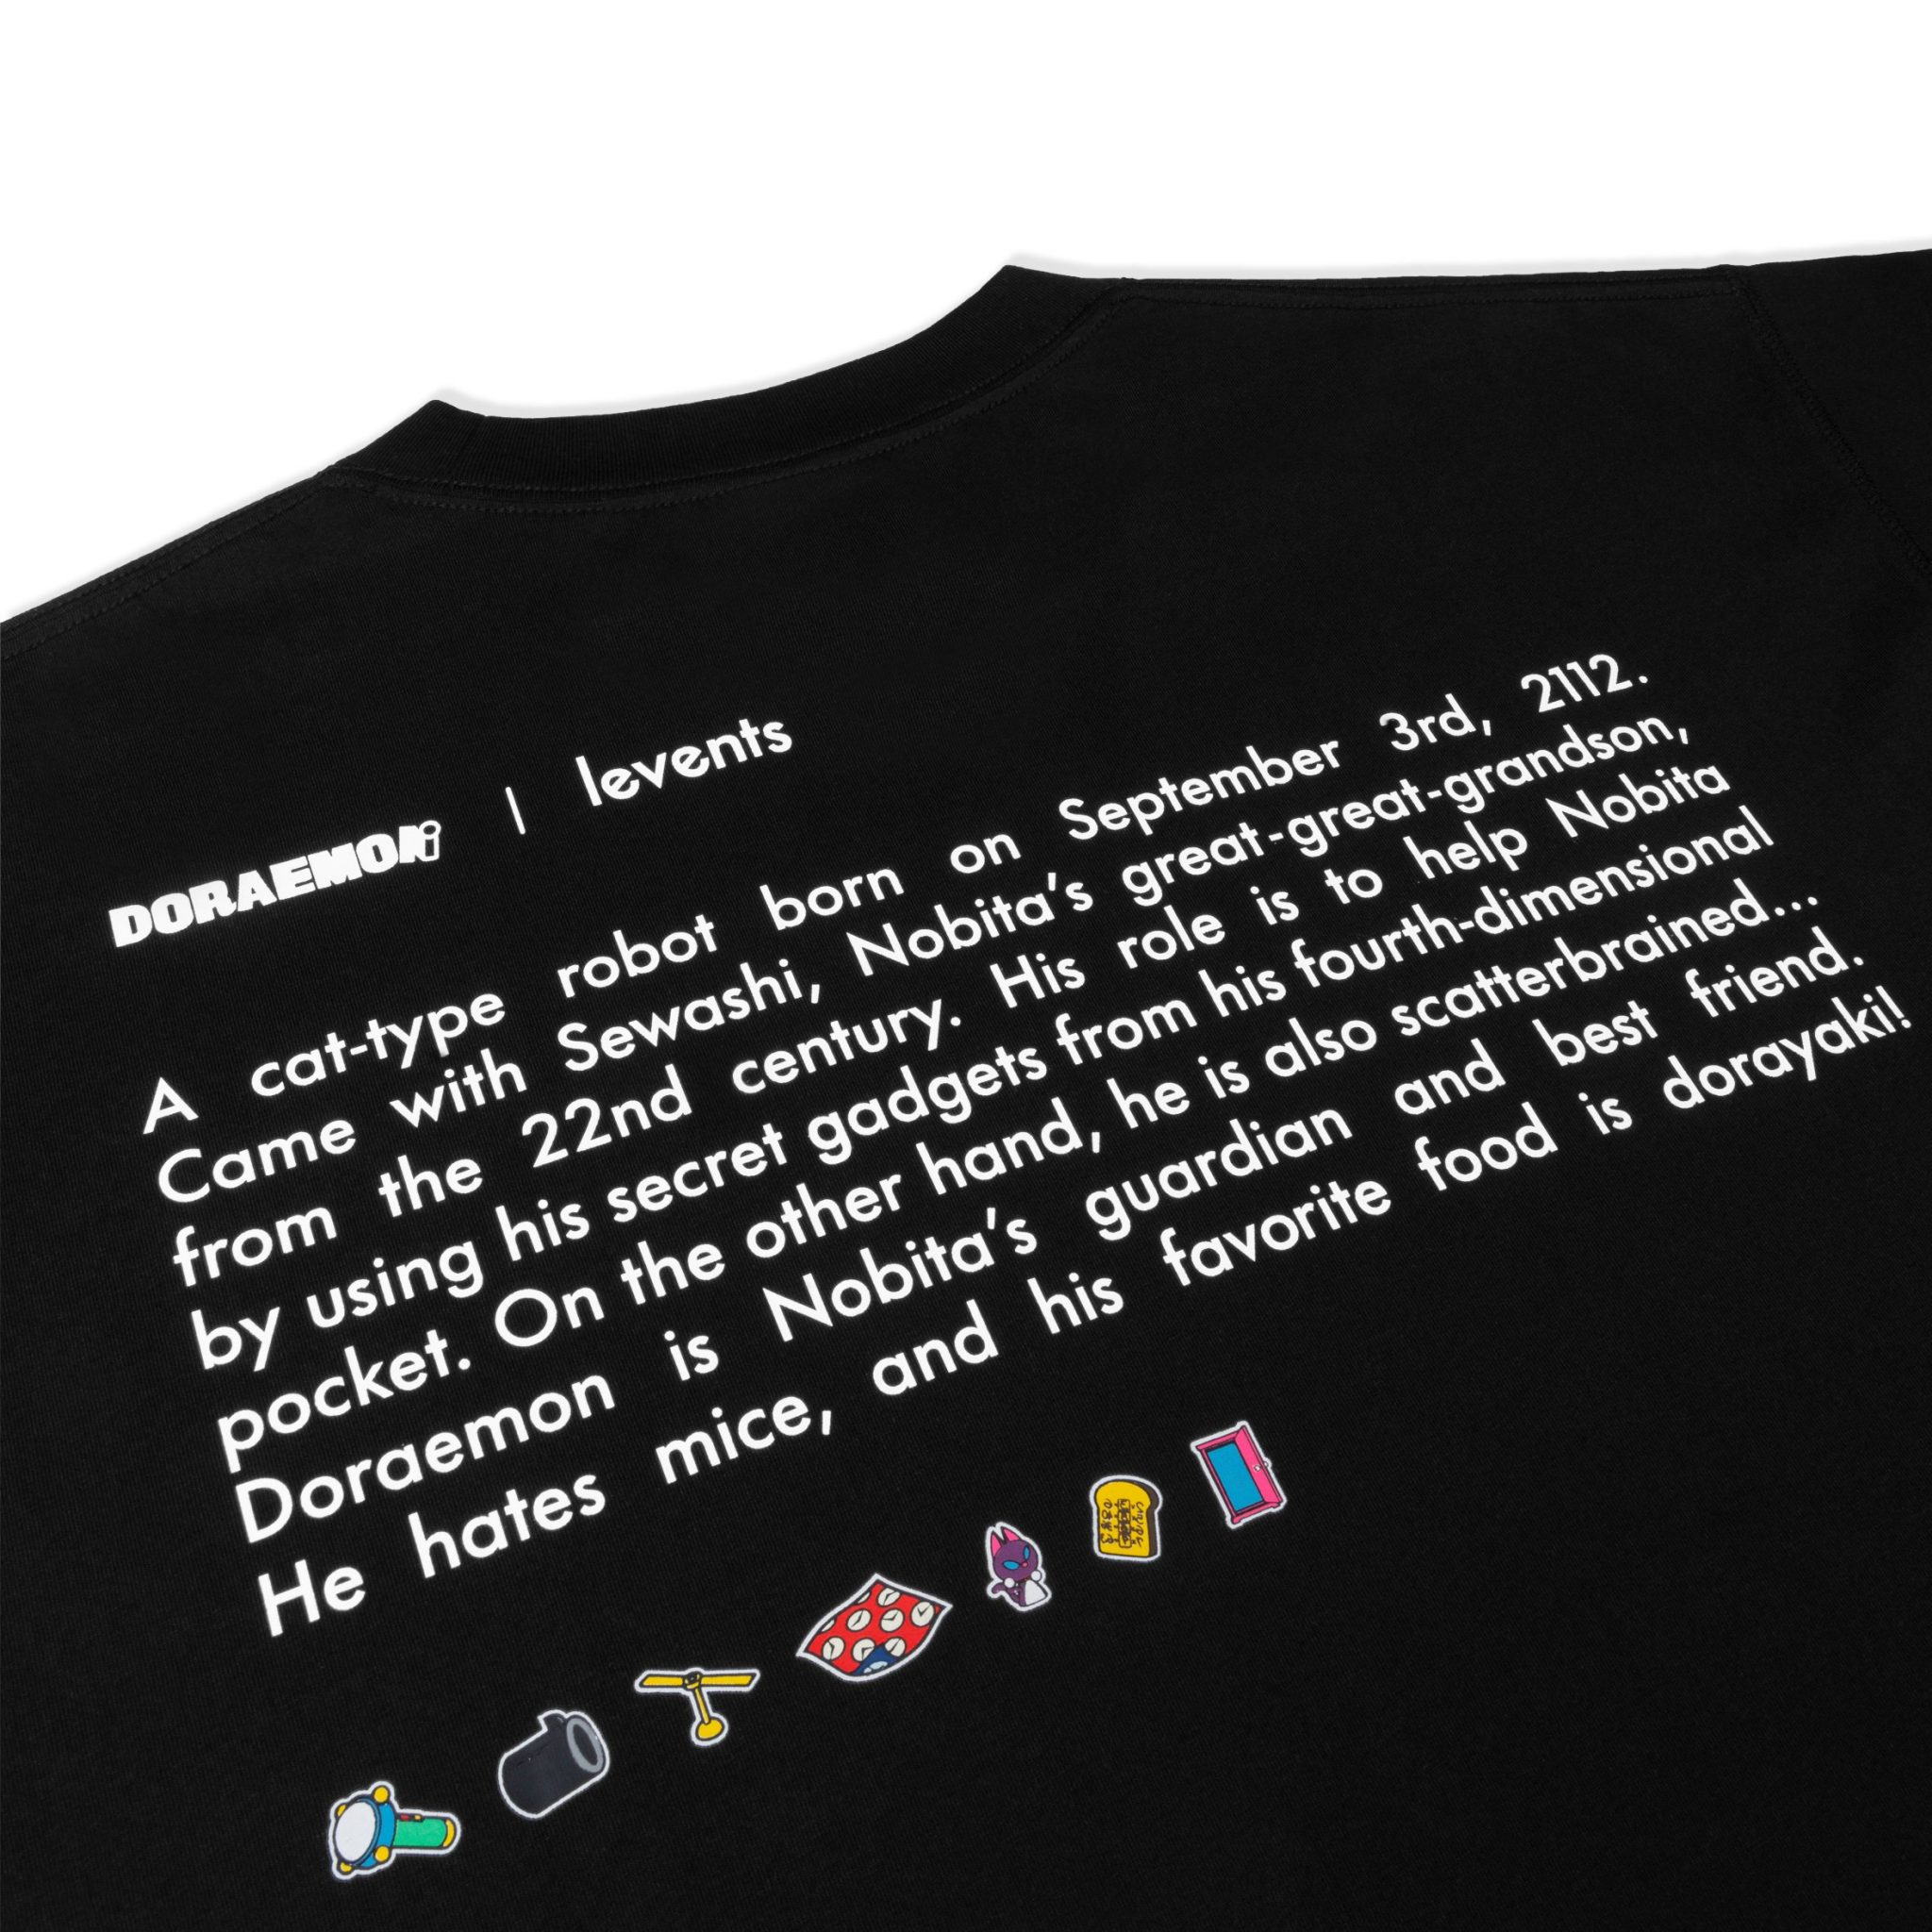 DORAEMON | levents
A cat-type robot born on September 3rd, 2112.
Came with Sewashi, Nobita's great-great-grandson,
from the 22nd century. His role is to help Nobita
by using his secret gadgets from his fourth-dimensional
pocket. On the other hand, he is also scatterbrained...
Doraemon is Nobita's guardian and best friend.
He hates mice, and his favorite food is dorayaki!